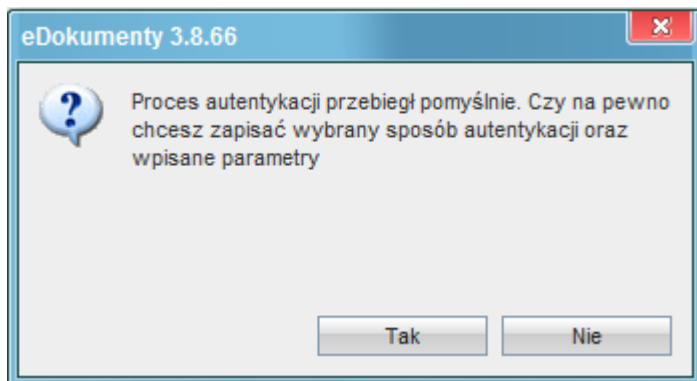 eDokumenty 3.8.66
Proces autentykacji przebiegł pomyślnie. Czy na pewno
chcesz zapisać wybrany sposób autentykacji oraz
wpisane parametry
Tak
Nie